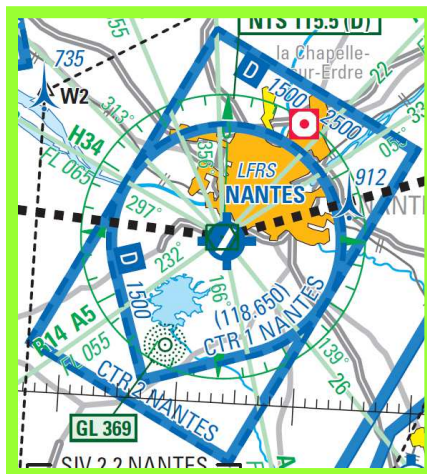 NTS 115.5 (D)
la Chapelle-
sur-Erdre
735
W2
D 1500
2500
22
33
313°
356
H34
FL 065
LFRS
NANTES
912
297°
232°
D 1500
166°
(118.650)
CTR 1 NANTES
R14 A5
055
CTR 2 NANTES
139°
26
GL 369
SIV 2.2 NANTES